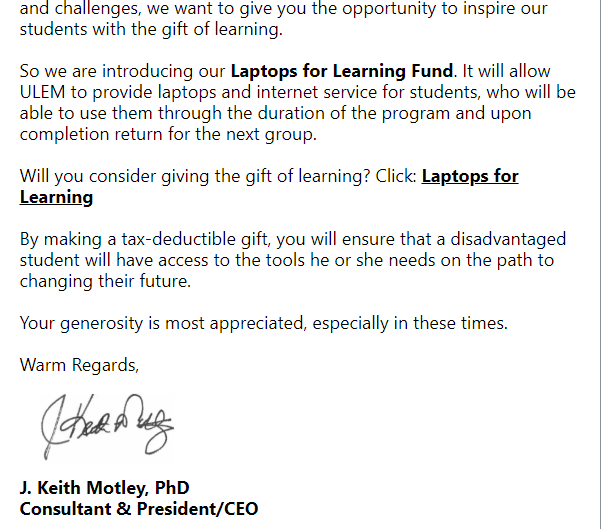 and challenges, we want to give you the opportunity to inspire our
students with the gift of learning.
So we are introducing our Laptops for Learning Fund. It will allow
ULEM to provide laptops and internet service for students, who will be
able to use them through the duration of the program and upon
completion return for the next group.
Will you consider giving the gift of learning? Click: Laptops for
Learning
By making a tax-deductible gift, you will ensure that a disadvantaged
student will have access to the tools he or she needs on the path to
changing their future.
Your generosity is most appreciated, especially in these times.
Warm Regards,
J. Keith Motley, PhD
Consultant & President/CEO